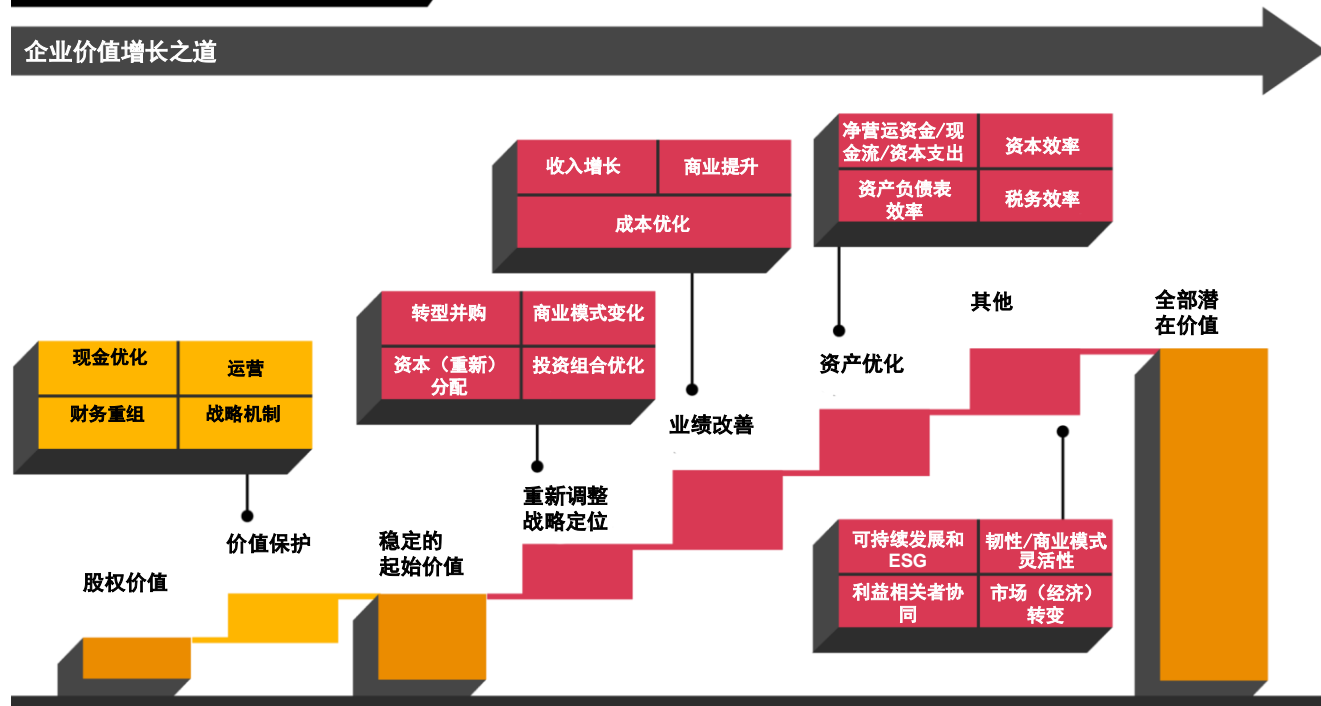 企业价值增长之道
净营运资金/现
金流/资本支出
资本效率
资产负债表
效率
税务效率
收入增长
商业提升
成本优化
转型并购
商业模式变化
资本（重新）
分配
投资组合优化
现金优化
运营
财务重组
战略机制
股权价值
价值保护
稳定的
起始价值
重新调整
战略定位
业绩改善
资产优化
其他
全部潜
在价值
可持续发展和
ESG
韧性/商业模式
灵活性
利益相关者协
同
市场（经济）
转变